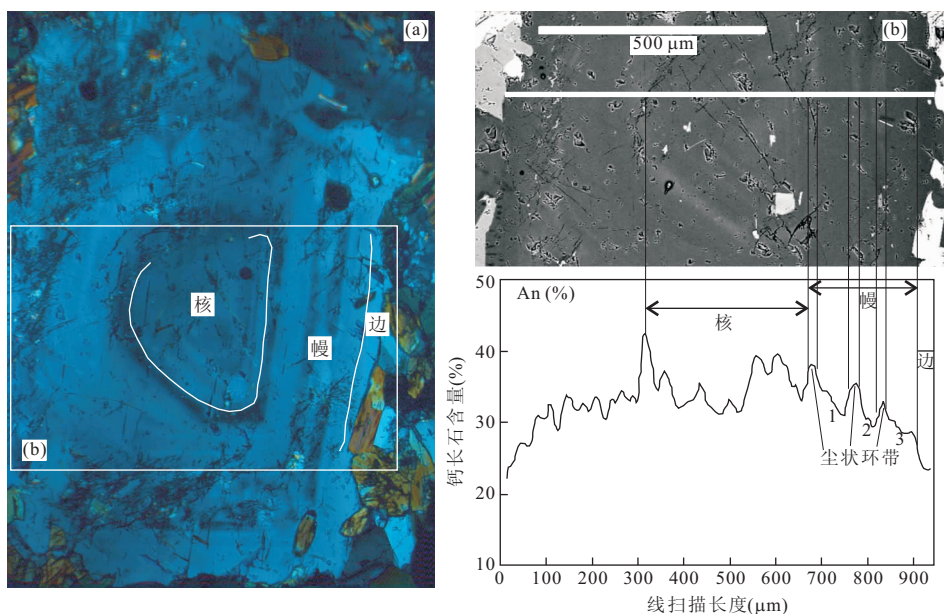 (a)
核
幔
边
(b)
(b)
500 μm
An (%)
核
幔
边
1
2
3
尘状环带
钙长石含量(%)
50
40
30
20
10
0
100
200
300
400
500
600
700
800
900
线扫描长度(μm)